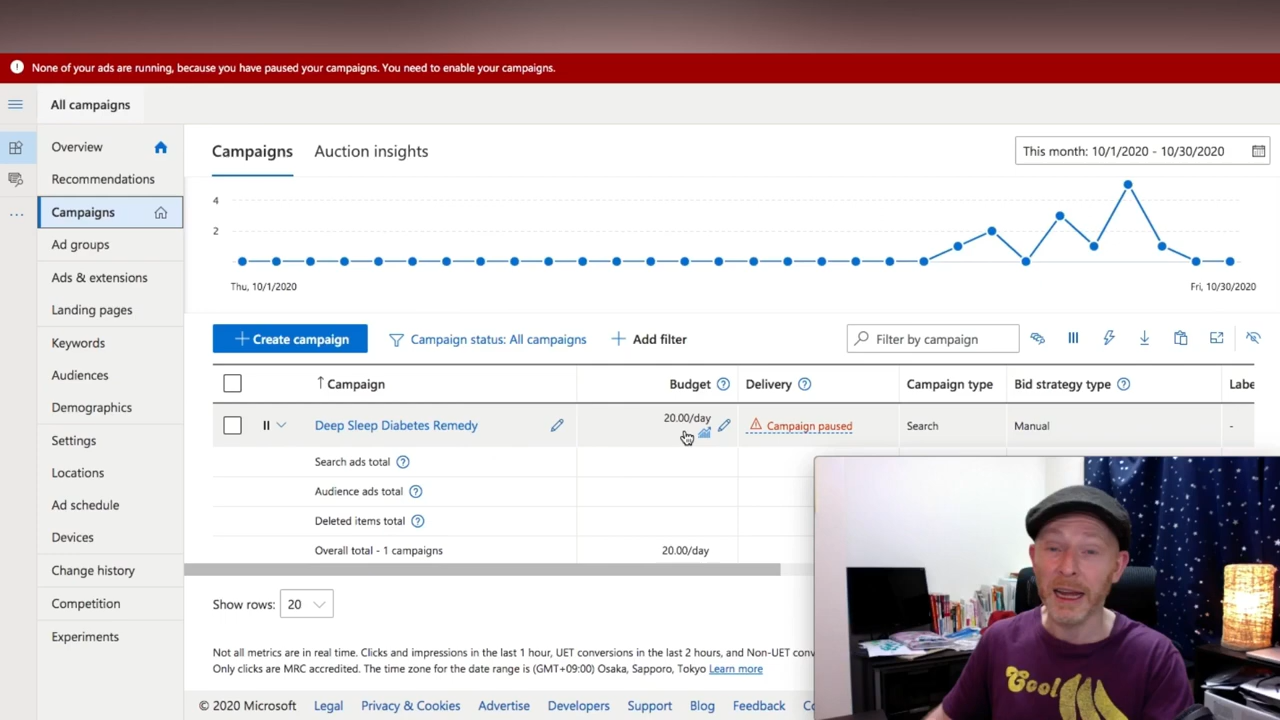 None of your ads are running, because you have paused your campaigns. You need to enable your campaigns.
All campaigns
Overview
Recommendations
Campaigns
Ad groups
Ads & extensions
Landing pages
Keywords
Audiences
Demographics
Settings
Locations
Ad schedule
Devices
Change history
Competition
Experiments
Campaigns Auction insights
This month: 10/1/2020 - 10/30/2020
4
2
Thu, 10/1/2020 Fri, 10/30/2020
Create campaign Campaign status: All campaigns Add filter Filter by campaign
Campaign Budget Delivery Campaign type Bid strategy type Labe
Deep Sleep Diabetes Remedy 20.00/day Campaign paused Search Manual -
Search ads total
Audience ads total
Deleted items total
Overall total - 1 campaigns 20.00/day
Show rows: 20
Not all metrics are in real time. Clicks and impressions in the last 1 hour, UET conversions in the last 2 hours, and Non-UET conv
Only clicks are MRC accredited. The time zone for the date range is (GMT+09:00) Osaka, Sapporo, Tokyo Learn more
© 2020 Microsoft Legal Privacy & Cookies Advertise Developers Support Blog Feedback
Cool